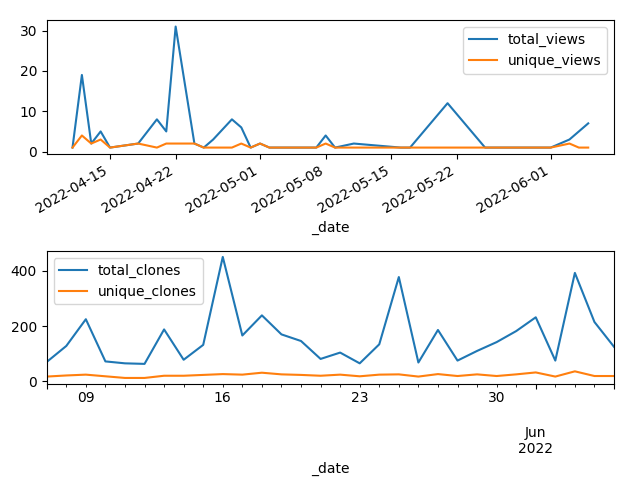 30
20
10
0
total_views
unique_views
2022-04-15
2022-04-22
2022-05-01
2022-05-08
2022-05-15
2022-05-22
2022-06-01
_date
400
200
0
total_clones
unique_clones
09
16
23
30
Jun
2022
_date